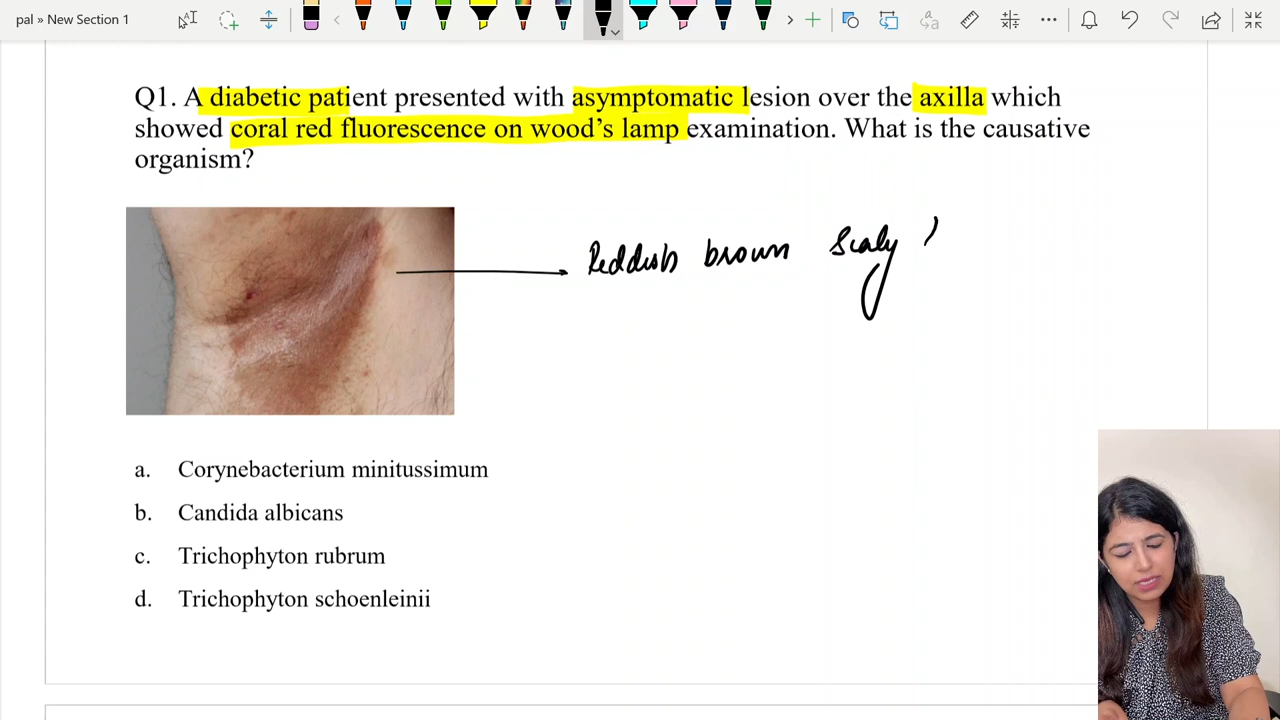 pal » New Section 1
Q1. A diabetic patient presented with asymptomatic lesion over the axilla which
showed coral red fluorescence on wood’s lamp examination. What is the causative
organism?
Reddish brown Scaly
a. Corynebacterium minitussimum
b. Candida albicans
c. Trichophyton rubrum
d. Trichophyton schoenleinii